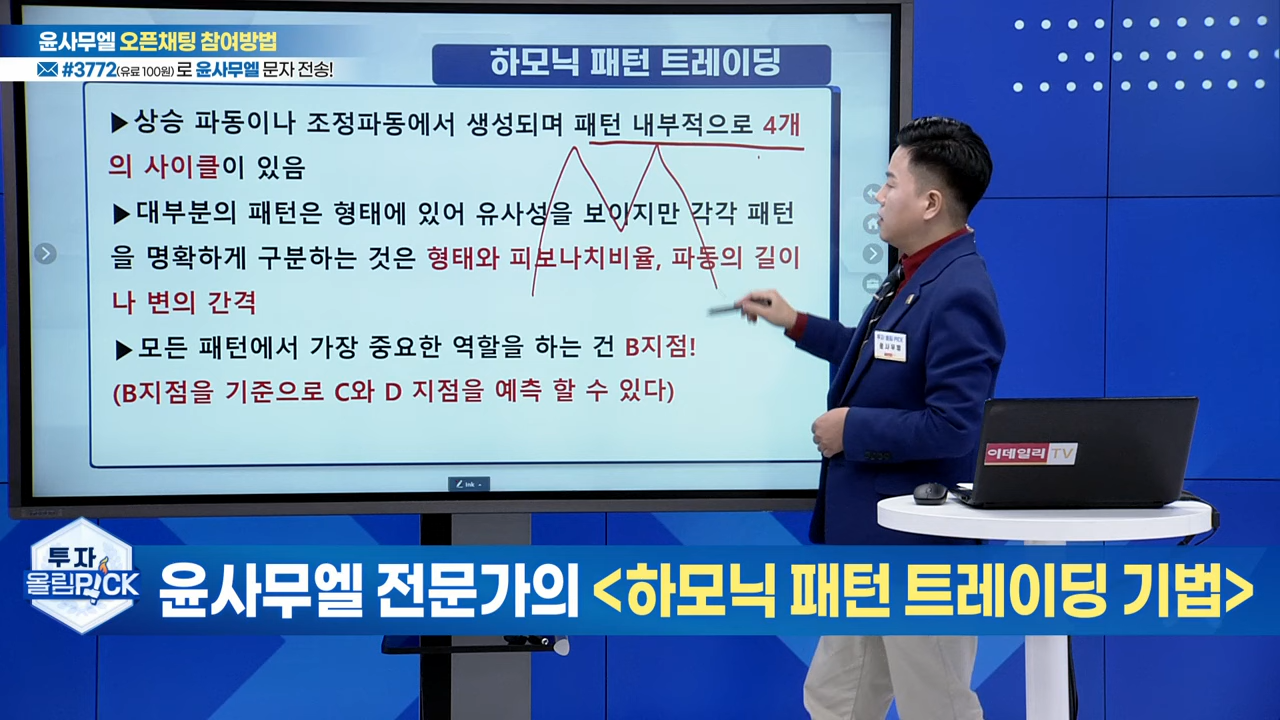 윤사무엘 오픈채팅 참여방법
#3772(유료 100원)로 윤사무엘 문자 전송!
하모닉 패턴 트레이딩
▶상승 파동이나 조정파동에서 생성되며 패턴 내부적으로 4개
의 사이클이 있음
▶대부분의 패턴은 형태에 있어 유사성을 보이지만 각각 패턴
을 명확하게 구분하는 것은 형태와 피보나치비율, 파동의 길이
나 변의 간격
▶모든 패턴에서 가장 중요한 역할을 하는 건 B지점!
(B지점을 기준으로 C와 D 지점을 예측 할 수 있다)
Ink
이데일리TV
투자
올림P!CK
윤사무엘 전문가의 <하모닉 패턴 트레이딩 기법>